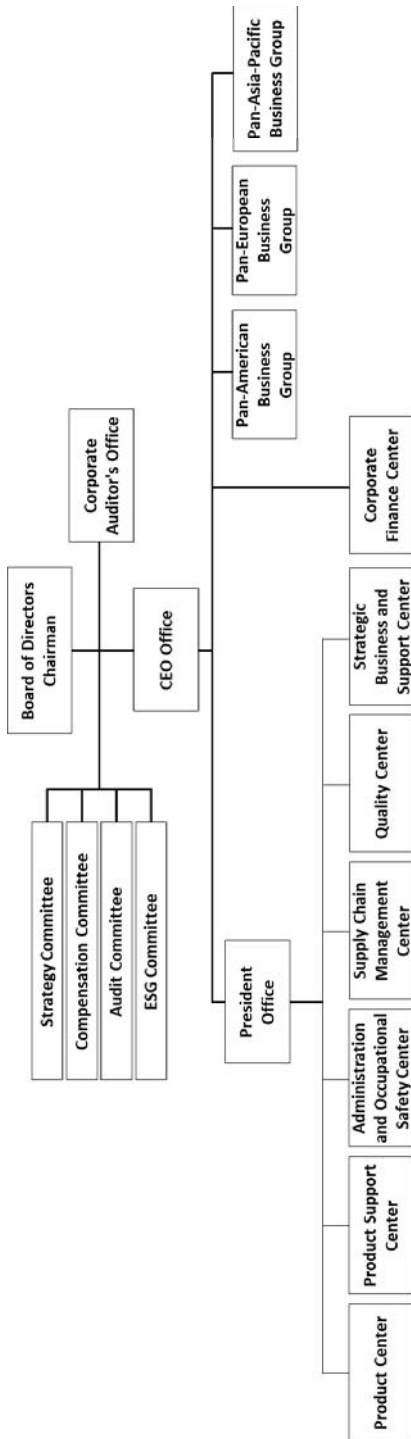 Board of Directors
Chairman
Corporate
Auditor's Office
Strategy Committee
Compensation Committee
Audit Committee
ESG Committee
CEO Office
President
Office
Pan-American
Business
Group
Pan-European
Business
Group
Pan-Asia-Pacific
Business Group
Product Center
Product Support
Center
Administration
and Occupational
Safety Center
Supply Chain
Management
Center
Quality Center
Strategic
Business and
Support Center
Corporate
Finance Center